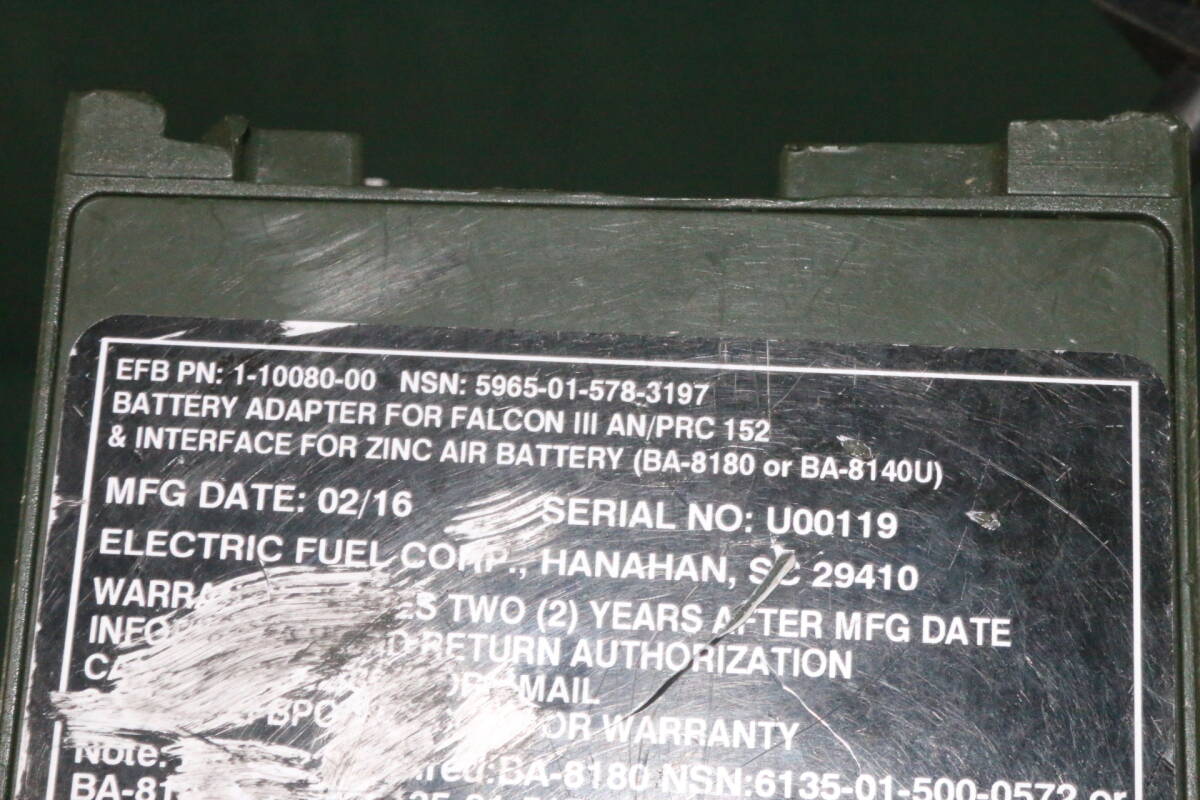 EFB PN: 1-10080-00 NSN: 5965-01-578-3197
BATTERY ADAPTER FOR FALCON III AN/PRC 152
& INTERFACE FOR ZINC AIR BATTERY (BA-8180 or BA-8140U)
MFG DATE: 02/16 SERIAL NO: U00119
ELECTRIC FUEL CORP., HANAHAN, SC 29410
TWO (2) YEARS AFTER MFG DATE
RETURN AUTHORIZATION
MAIL
OR WARRANTY
Note: BA-8180 NSN:6135-01-500-0572 or